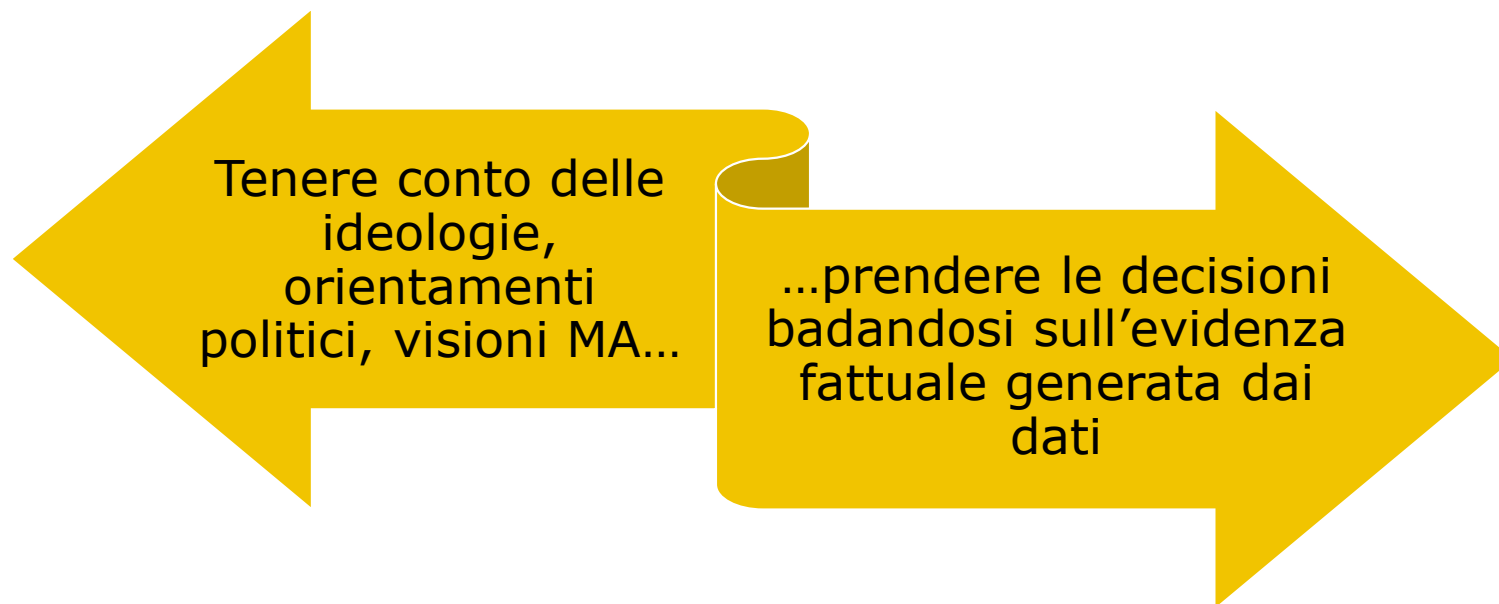 Tenere conto delle
ideologie,
orientamenti
politici, visioni MA…
…prendere le decisioni
badandosi sull’evidenza
fattuale generata dai
dati